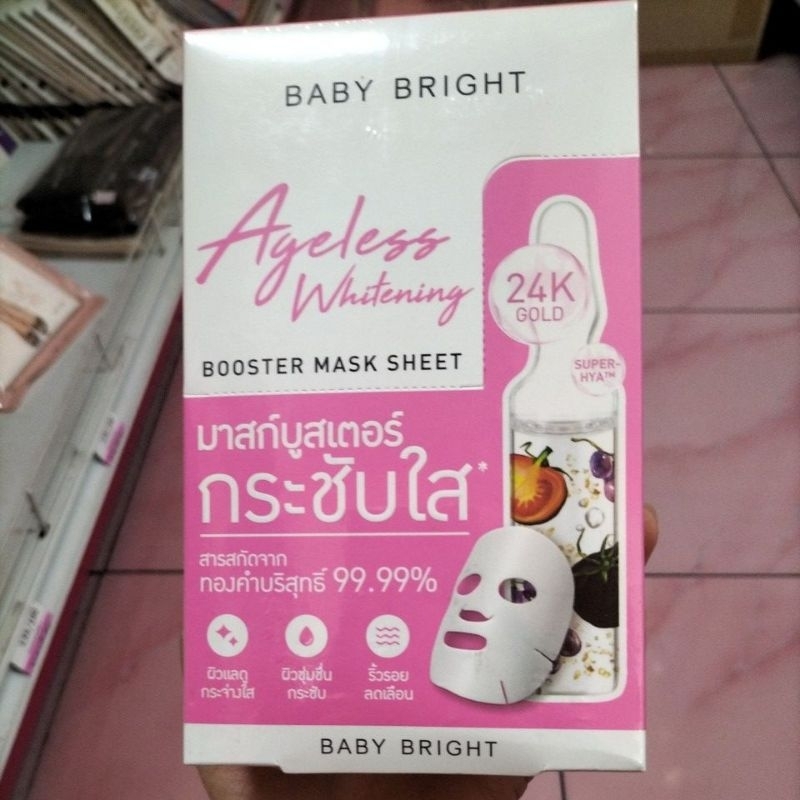 BABY BRIGHT
Ageless
Whitening
BOOSTER MASK SHEET
24K
GOLD
SUPER-
HYA™
มาสก์บูสเตอร์
กระชับใส*
สารสกัดจาก
ทองคำบริสุทธิ์ 99.99%
ผิวแลดู
กระจ่างใส
ผิวชุ่มชื่น
กระชับ
ริ้วรอย
ลดเลือน
BABY BRIGHT